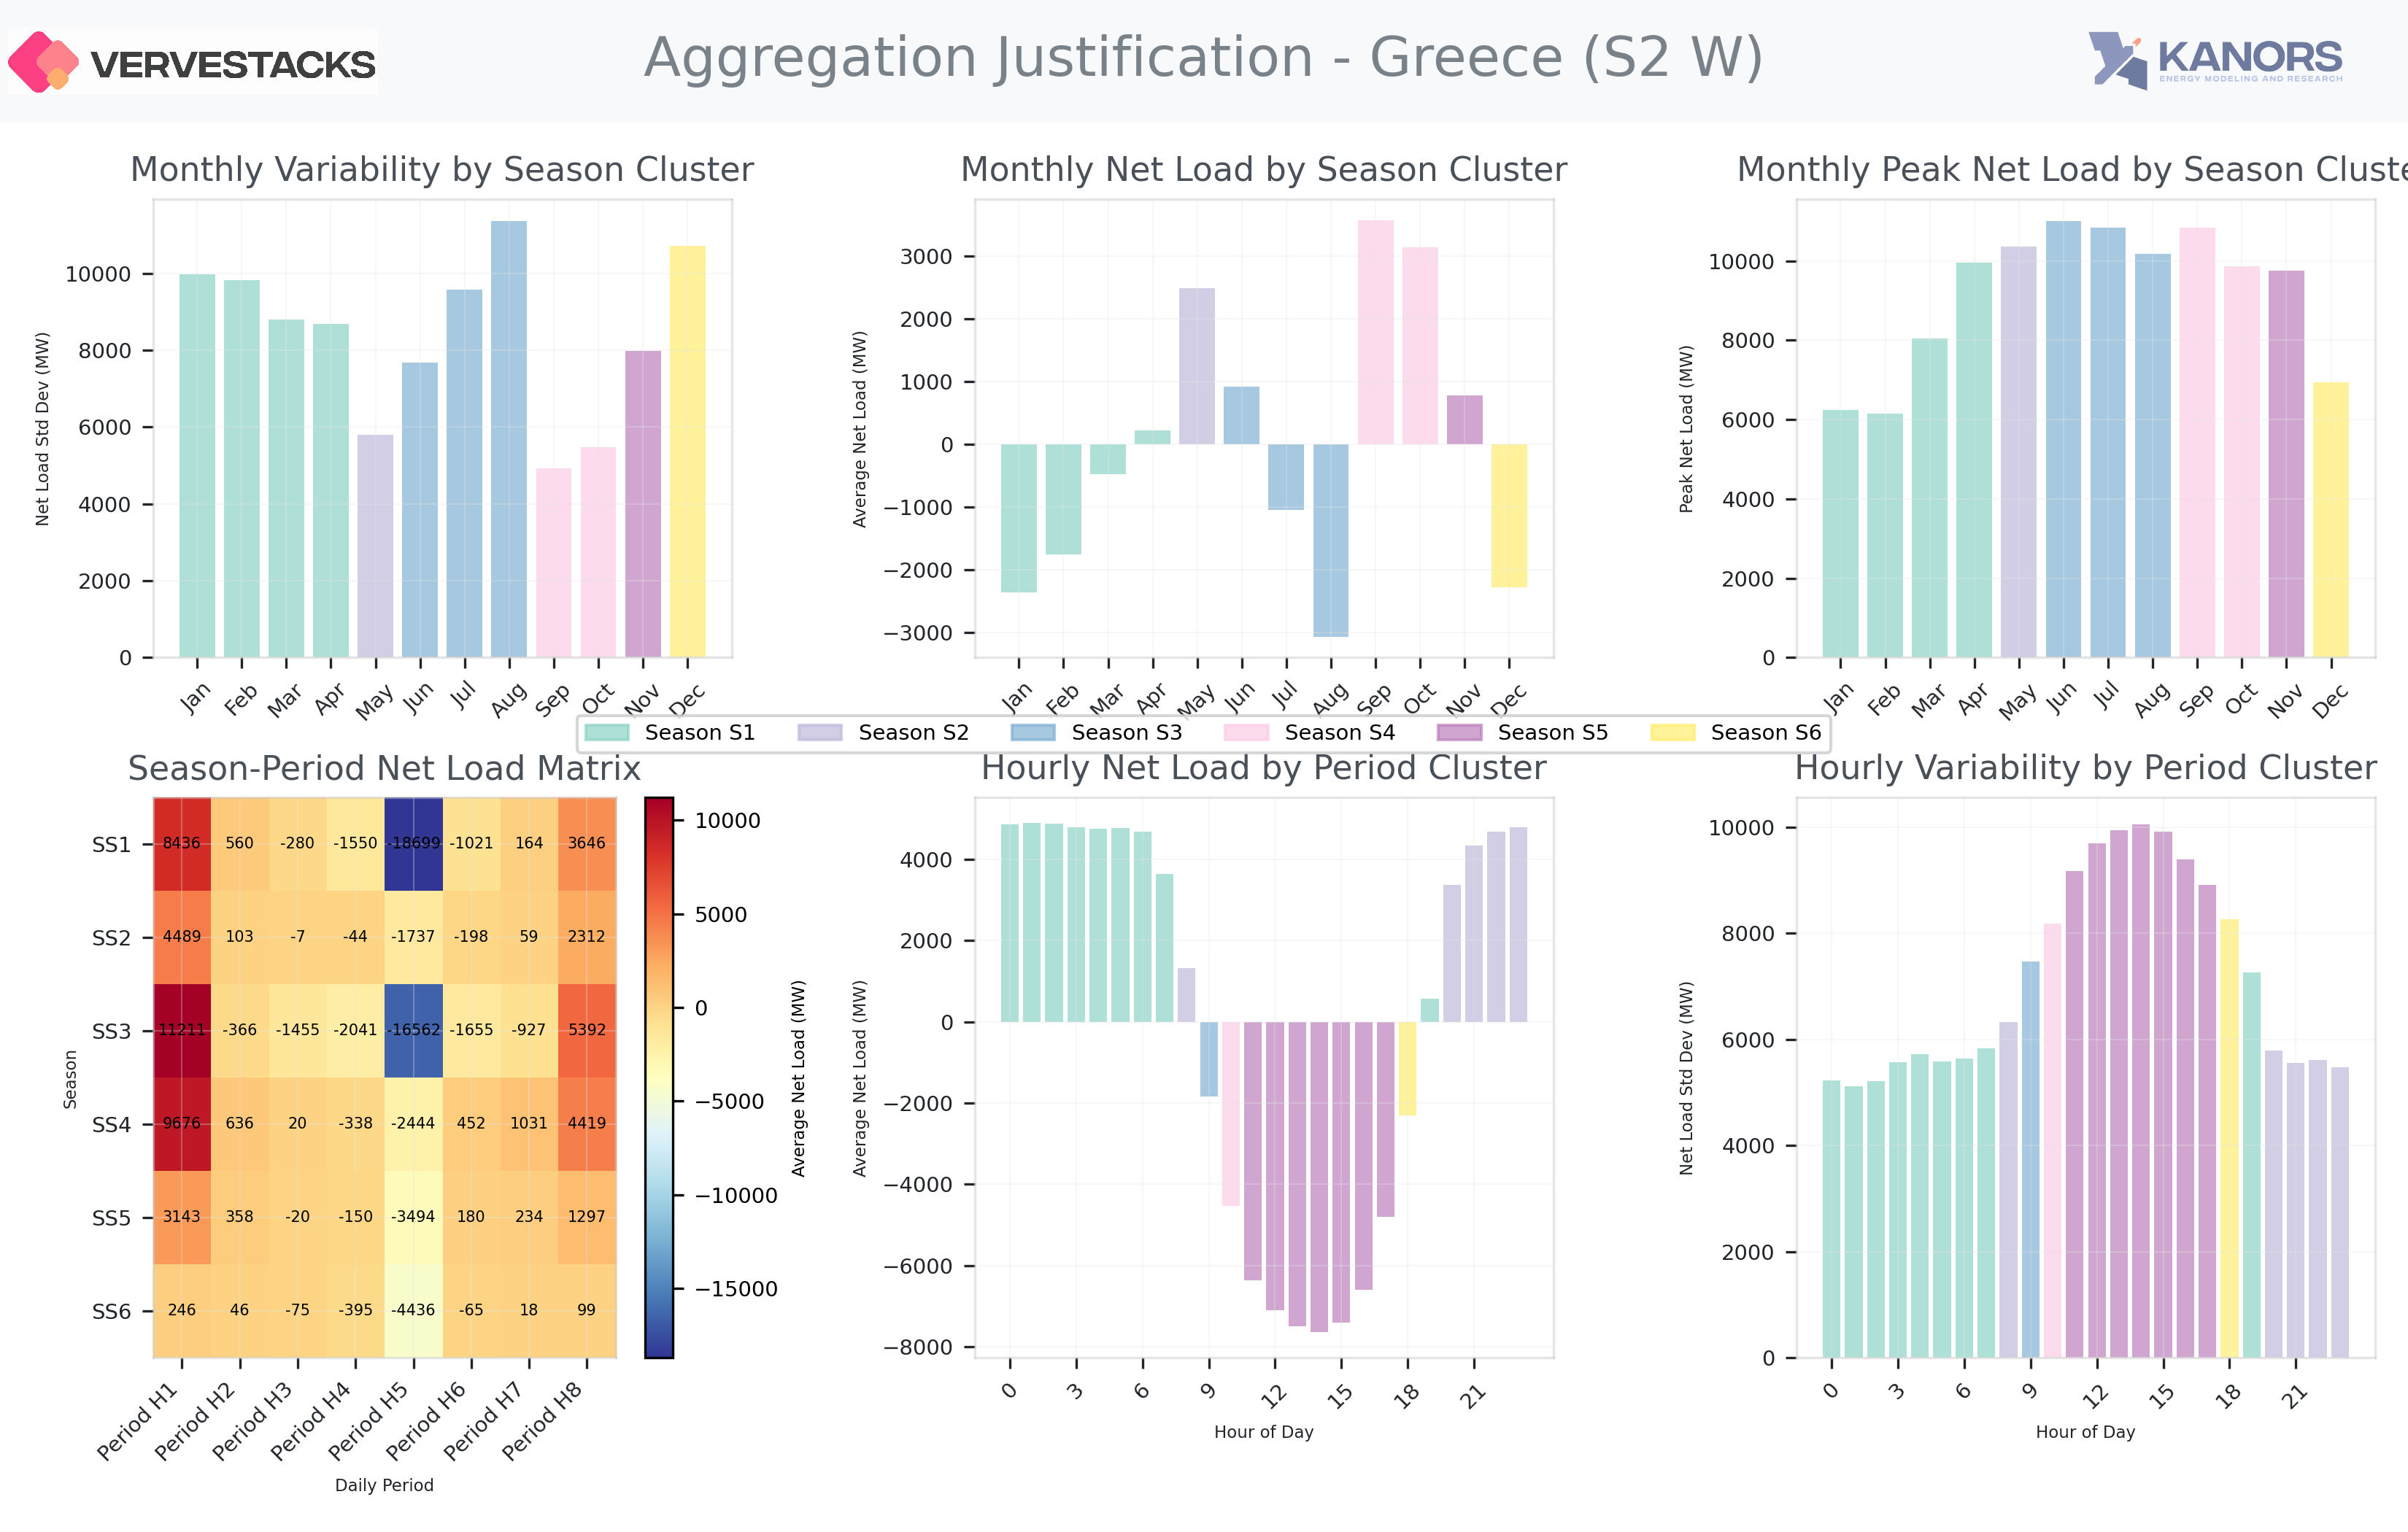 VERVESTACKS
Aggregation Justification - Greece (S2 W)
KANORS
ENERGY MODELING AND RESEARCH
Monthly Variability by Season Cluster
Net Load Std Dev (MW)
10000
8000
6000
4000
2000
0
Jan Feb Mar Apr May Jun Jul Aug Sep Oct Nov Dec
Monthly Net Load by Season Cluster
Average Net Load (MW)
3000
2000
1000
0
−1000
−2000
−3000
Jan Feb Mar Apr May Jun Jul Aug Sep Oct Nov Dec
Monthly Peak Net Load by Season Cluste
Peak Net Load (MW)
10000
8000
6000
4000
2000
0
Jan Feb Mar Apr May Jun Jul Aug Sep Oct Nov Dec
Season S1 Season S2 Season S3 Season S4 Season S5 Season S6
Season-Period Net Load Matrix
Season
SS1 8436 560 -280 -1550 -18699 -1021 164 3646
SS2 4489 103 -7 -44 -1737 -198 59 2312
SS3 11211 -366 -1455 -2041 -16562 -1655 -927 5392
SS4 9676 636 20 -338 -2444 452 1031 4419
SS5 3143 358 -20 -150 -3494 180 234 1297
SS6 246 46 -75 -395 -4436 -65 18 99
Period H1 Period H2 Period H3 Period H4 Period H5 Period H6 Period H7 Period H8
Daily Period
10000
5000
0
−5000
−10000
−15000
Average Net Load (MW)
Hourly Net Load by Period Cluster
Average Net Load (MW)
4000
2000
0
−2000
−4000
−6000
−8000
0 3 6 9 12 15 18 21
Hour of Day
Hourly Variability by Period Cluster
Net Load Std Dev (MW)
10000
8000
6000
4000
2000
0
0 3 6 9 12 15 18 21
Hour of Day